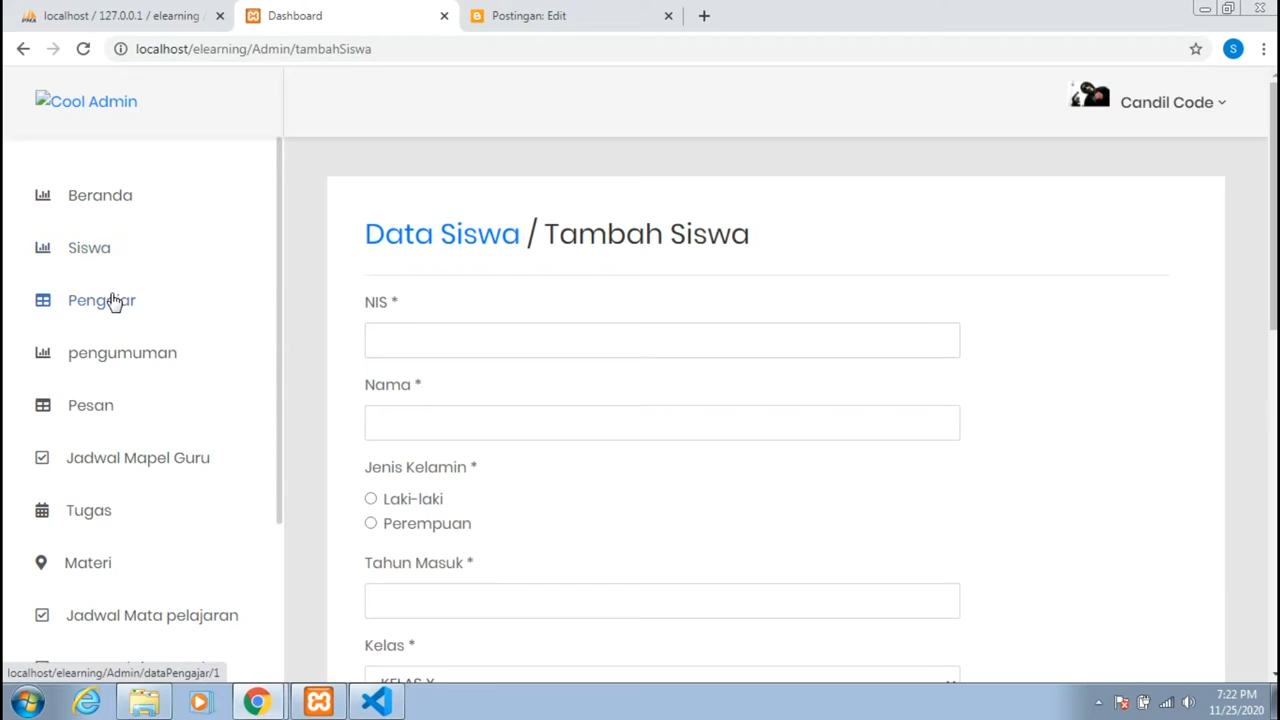 localhost / 127.0.0.1 / elearning
Dashboard
Postingan: Edit
localhost/elearning/Admin/tambahSiswa
S
Cool Admin
Candil Code
Beranda
Siswa
Pengajar
pengumuman
Pesan
Jadwal Mapel Guru
Tugas
Materi
Jadwal Mata pelajaran
Data Siswa / Tambah Siswa
NIS *
Nama *
Jenis Kelamin *
Laki-laki
Perempuan
Tahun Masuk *
Kelas *
KELAS X
localhost/elearning/Admin/dataPengajar/1
7:22 PM
11/25/2020